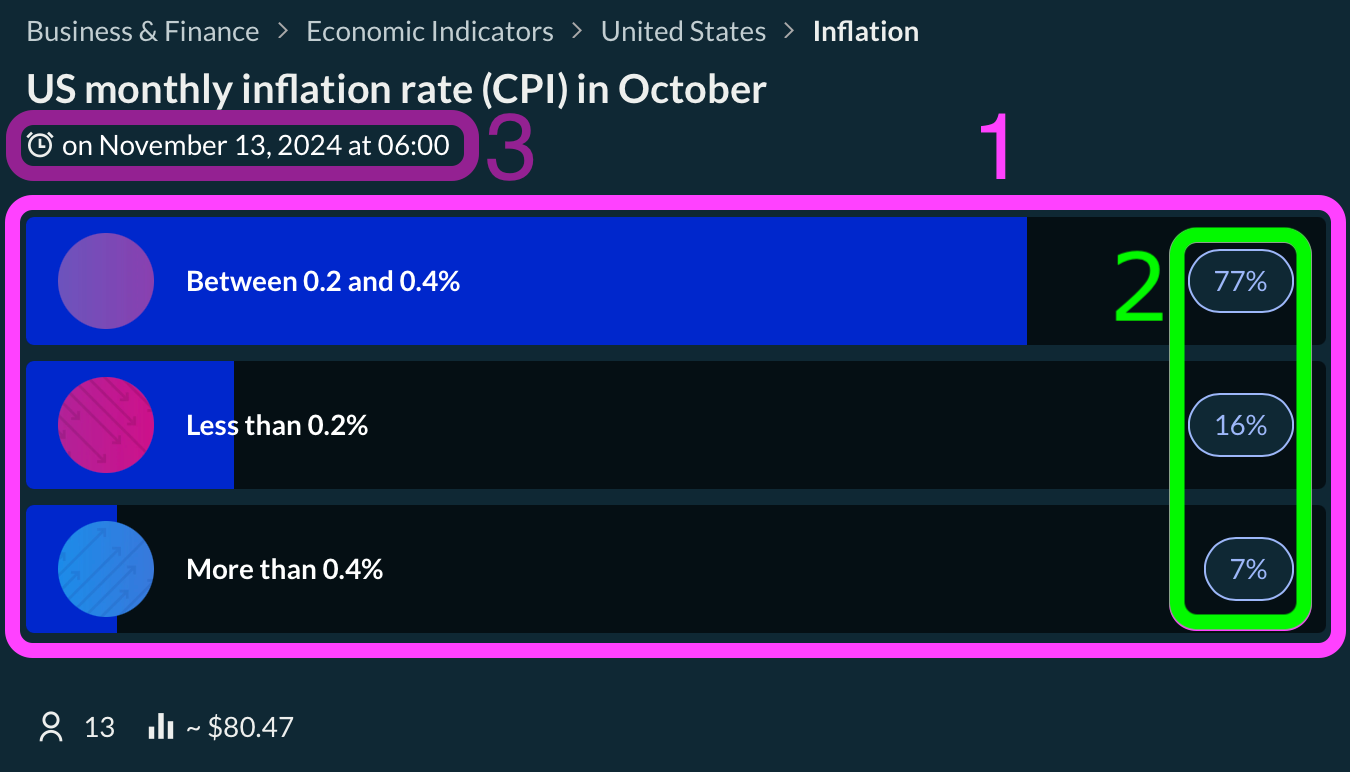 Business & Finance > Economic Indicators > United States > Inflation
US monthly inflation rate (CPI) in October
on November 13, 2024 at 06:00
3
1
Between 0.2 and 0.4%
2
77%
Less than 0.2%
16%
More than 0.4%
7%
13
~ $80.47